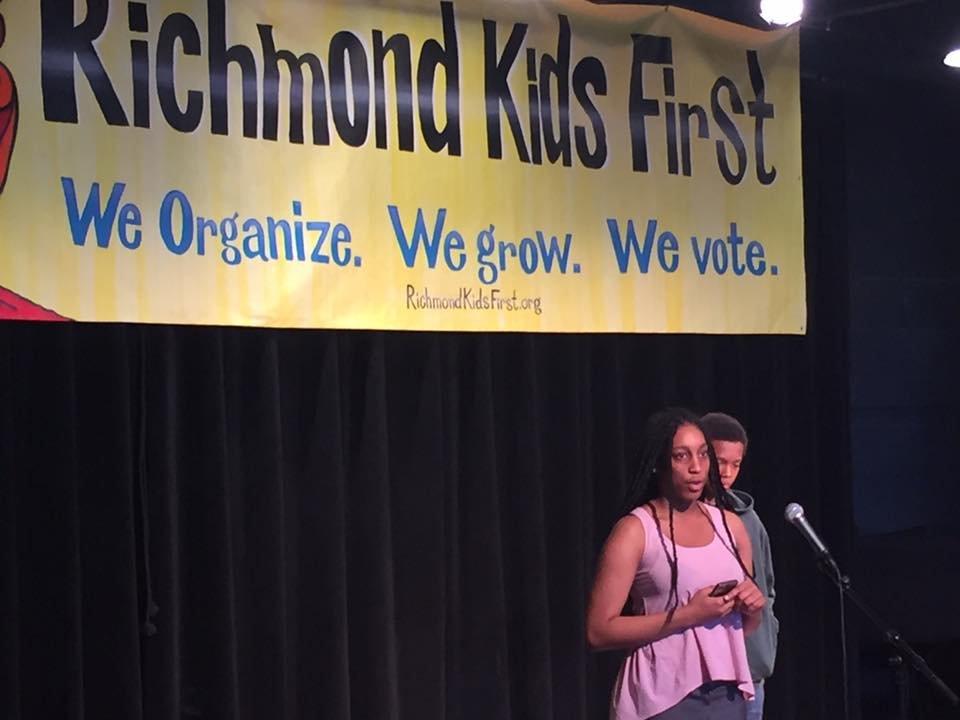 Richmond Kids First
We Organize. We grow. We vote.
RichmondKidsFirst.org